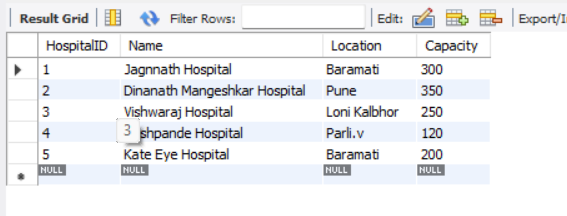 Result Grid Filter Rows: Edit: Export/I
HospitalID Name Location Capacity
1 Jagnnath Hospital Baramati 300
2 Dinanath Mangeshkar Hospital Pune 350
3 Vishwaraj Hospital Loni Kalbhor 250
4 3 shpande Hospital Parli.v 120
5 Kate Eye Hospital Baramati 200
NULL NULL NULL NULL